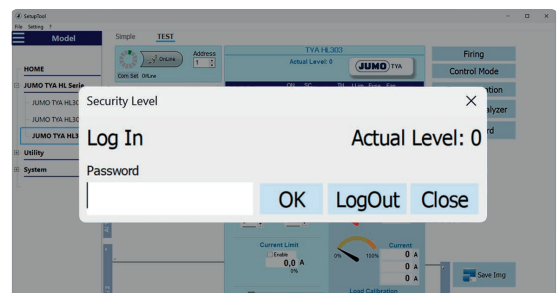 SetupTool
File Setting ?
Model
Simple TEST
OnLine
Address
1
Com Set OffLine
TYA HL303
Actual Level: 0
JUMO TYA
Firing
Control Mode
HOME
JUMO TYA HL Serie
JUMO TYA HL30
JUMO TYA HL30
JUMO TYA HL3
Utility
System
Security Level
Log In
Actual Level: 0
Password
OK LogOut Close
Current Limit
Enable
0,0 A
0%
0% 100%
Current
0 A
0 A
0 A
Save Img
Load Calibration